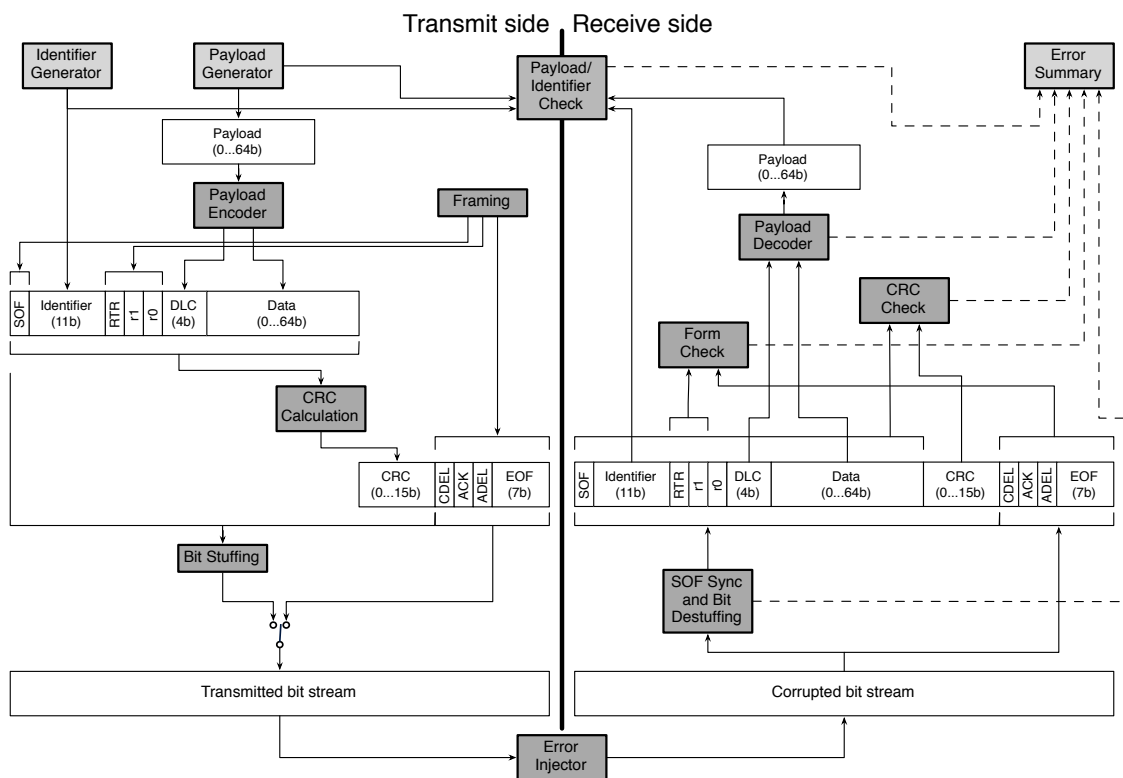 Transmit side
Receive side
Identifier
Generator
Payload
Generator
Payload/
Identifier
Check
Error
Summary
Payload
(0...64b)
Payload
(0...64b)
Payload
Encoder
Framing
Payload
Decoder
SOF
Identifier
(11b)
RTR
r1
r0
DLC
(4b)
Data
(0...64b)
CRC
Check
Form
Check
CRC
Calculation
CRC
(0...15b)
CDEL
ACK
ADEL
EOF
(7b)
SOF
Identifier
(11b)
RTR
r1
r0
DLC
(4b)
Data
(0...64b)
CRC
(0...15b)
CDEL
ACK
ADEL
EOF
(7b)
Bit Stuffing
SOF Sync
and Bit
Destuffing
Transmitted bit stream
Corrupted bit stream
Error
Injector